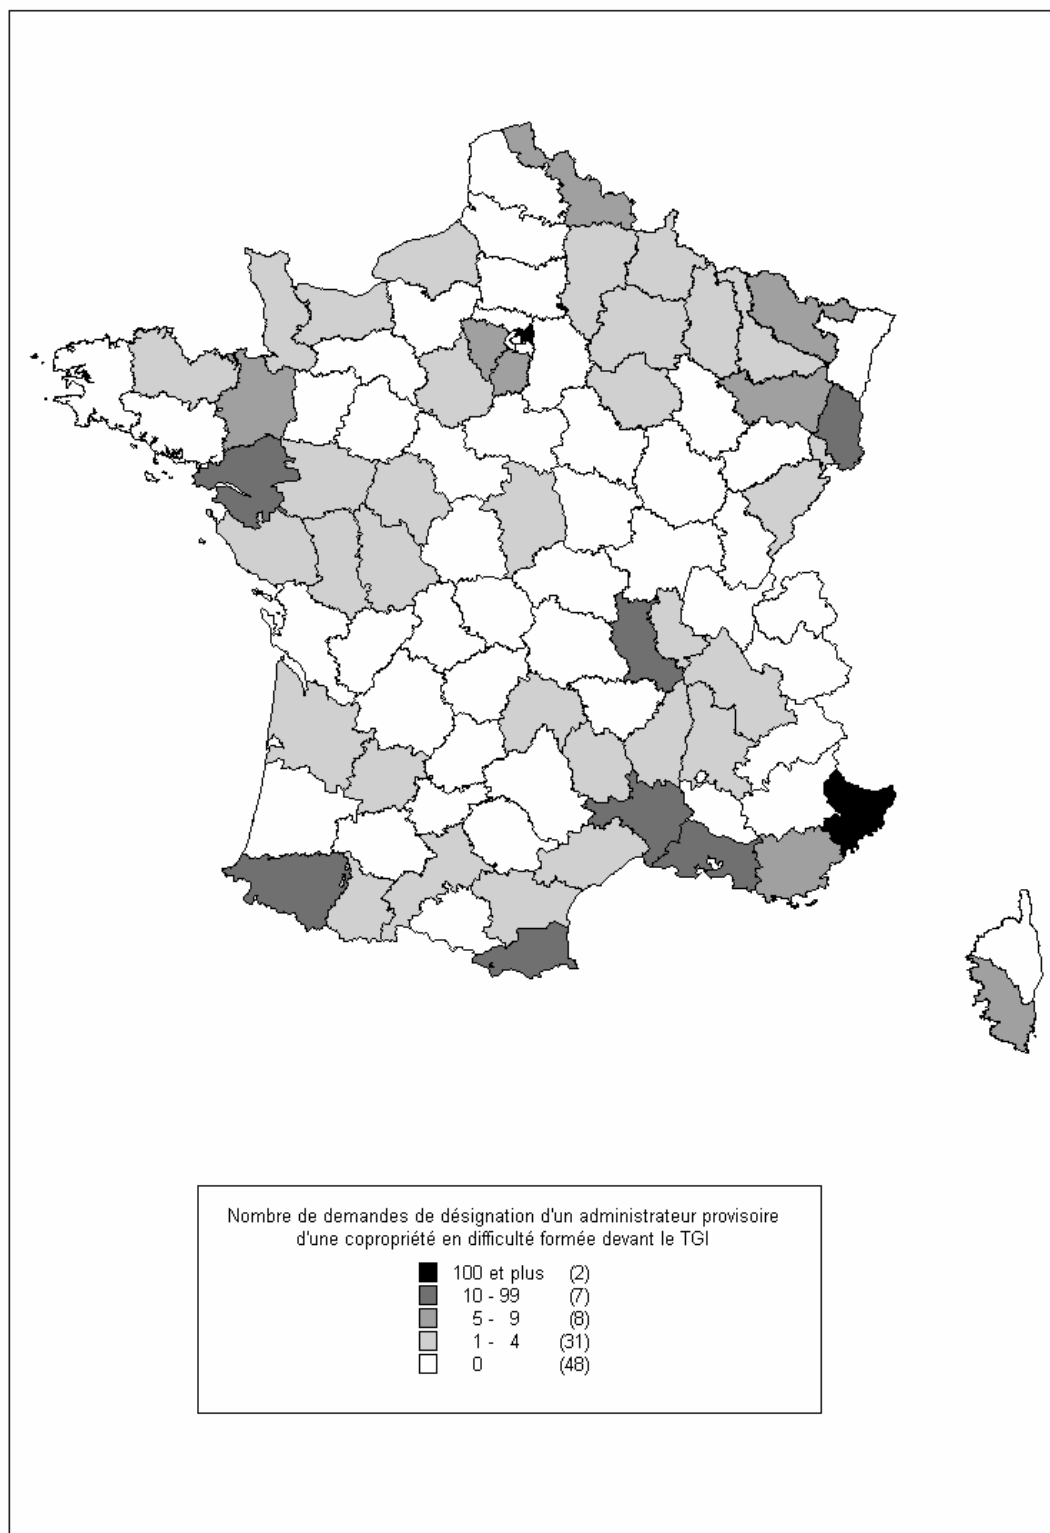 Nombre de demandes de désignation d'un administrateur provisoire
d'une copropriété en difficulté formée devant le TGI
100 et plus (2)
10 - 99 (7)
5 - 9 (8)
1 - 4 (31)
0 (48)